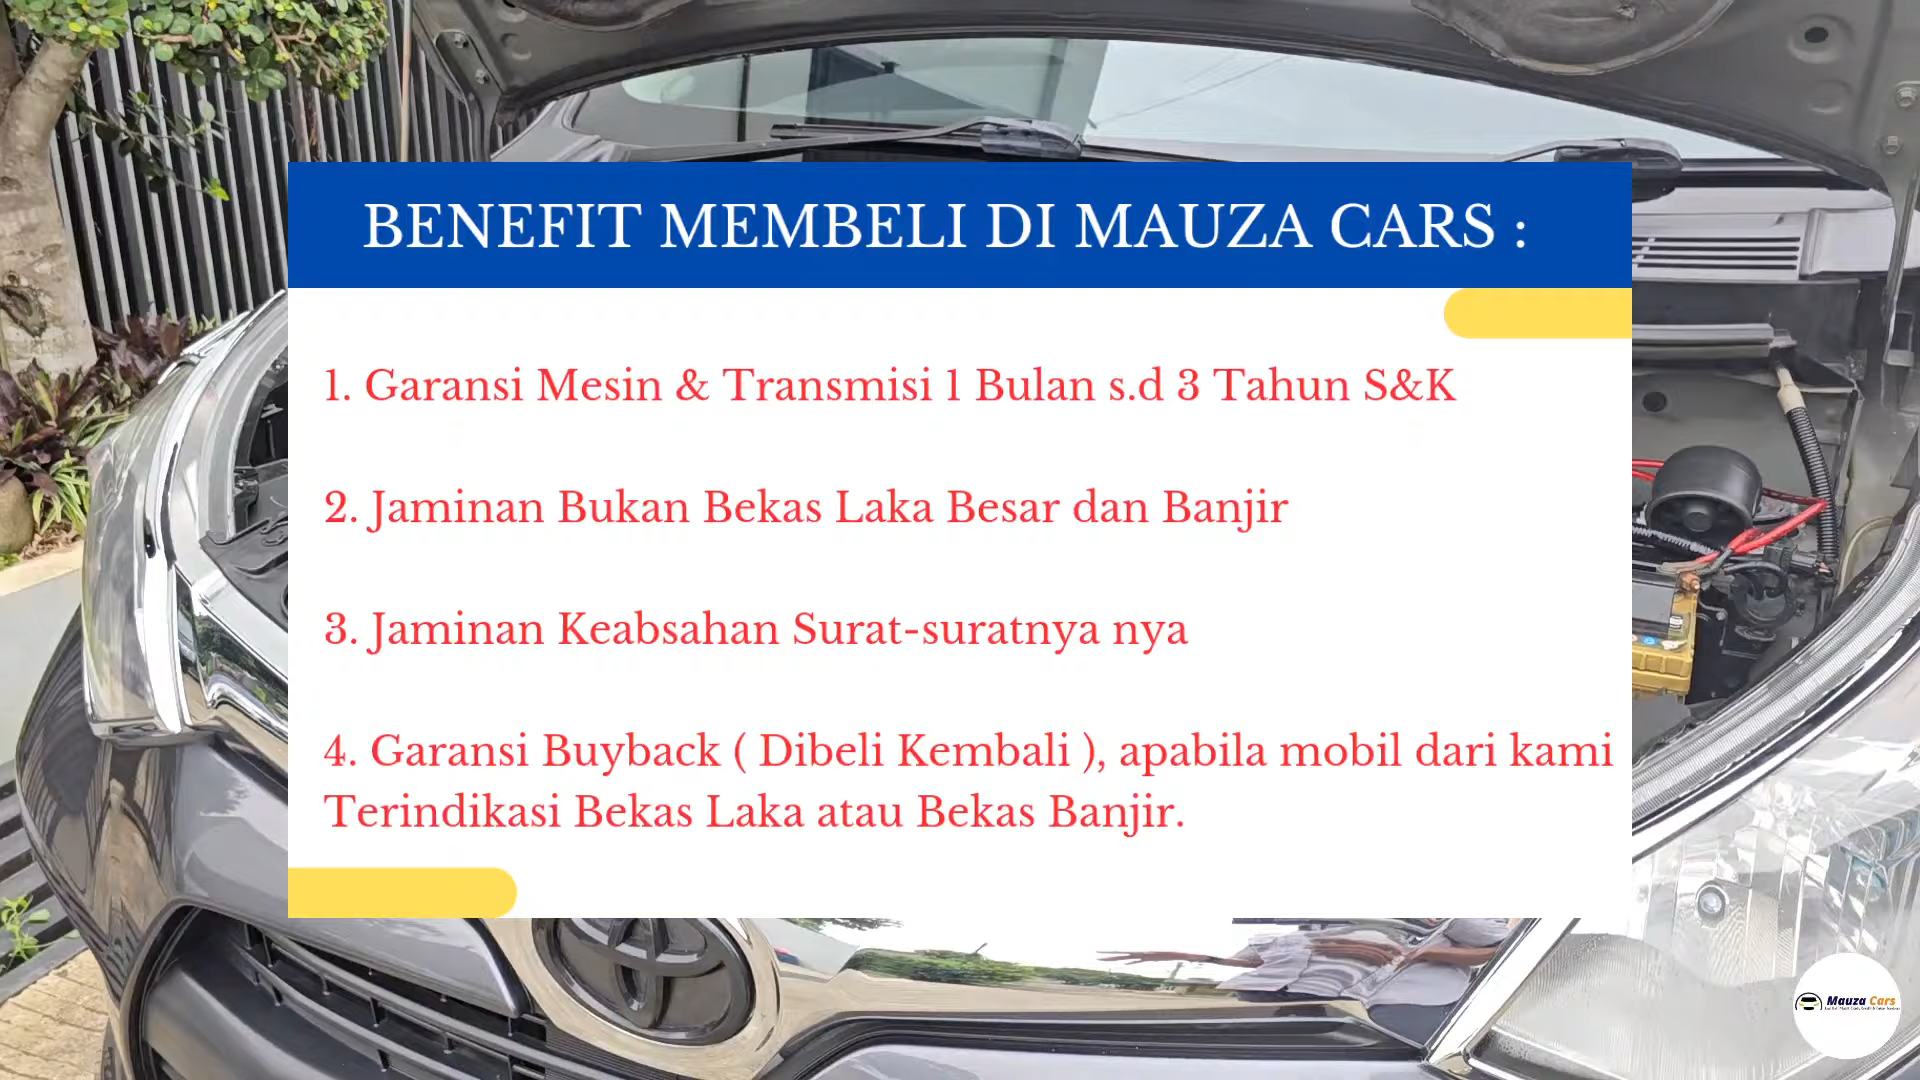 BENEFIT MEMBELI DI MAUZA CARS :
1. Garansi Mesin & Transmisi 1 Bulan s.d 3 Tahun S&K
2. Jaminan Bukan Bekas Laka Besar dan Banjir
3. Jaminan Keabsahan Surat-suratnya nya
4. Garansi Buyback ( Dibeli Kembali ), apabila mobil dari kami
Terindikasi Bekas Laka atau Bekas Banjir.
Mauza Cars